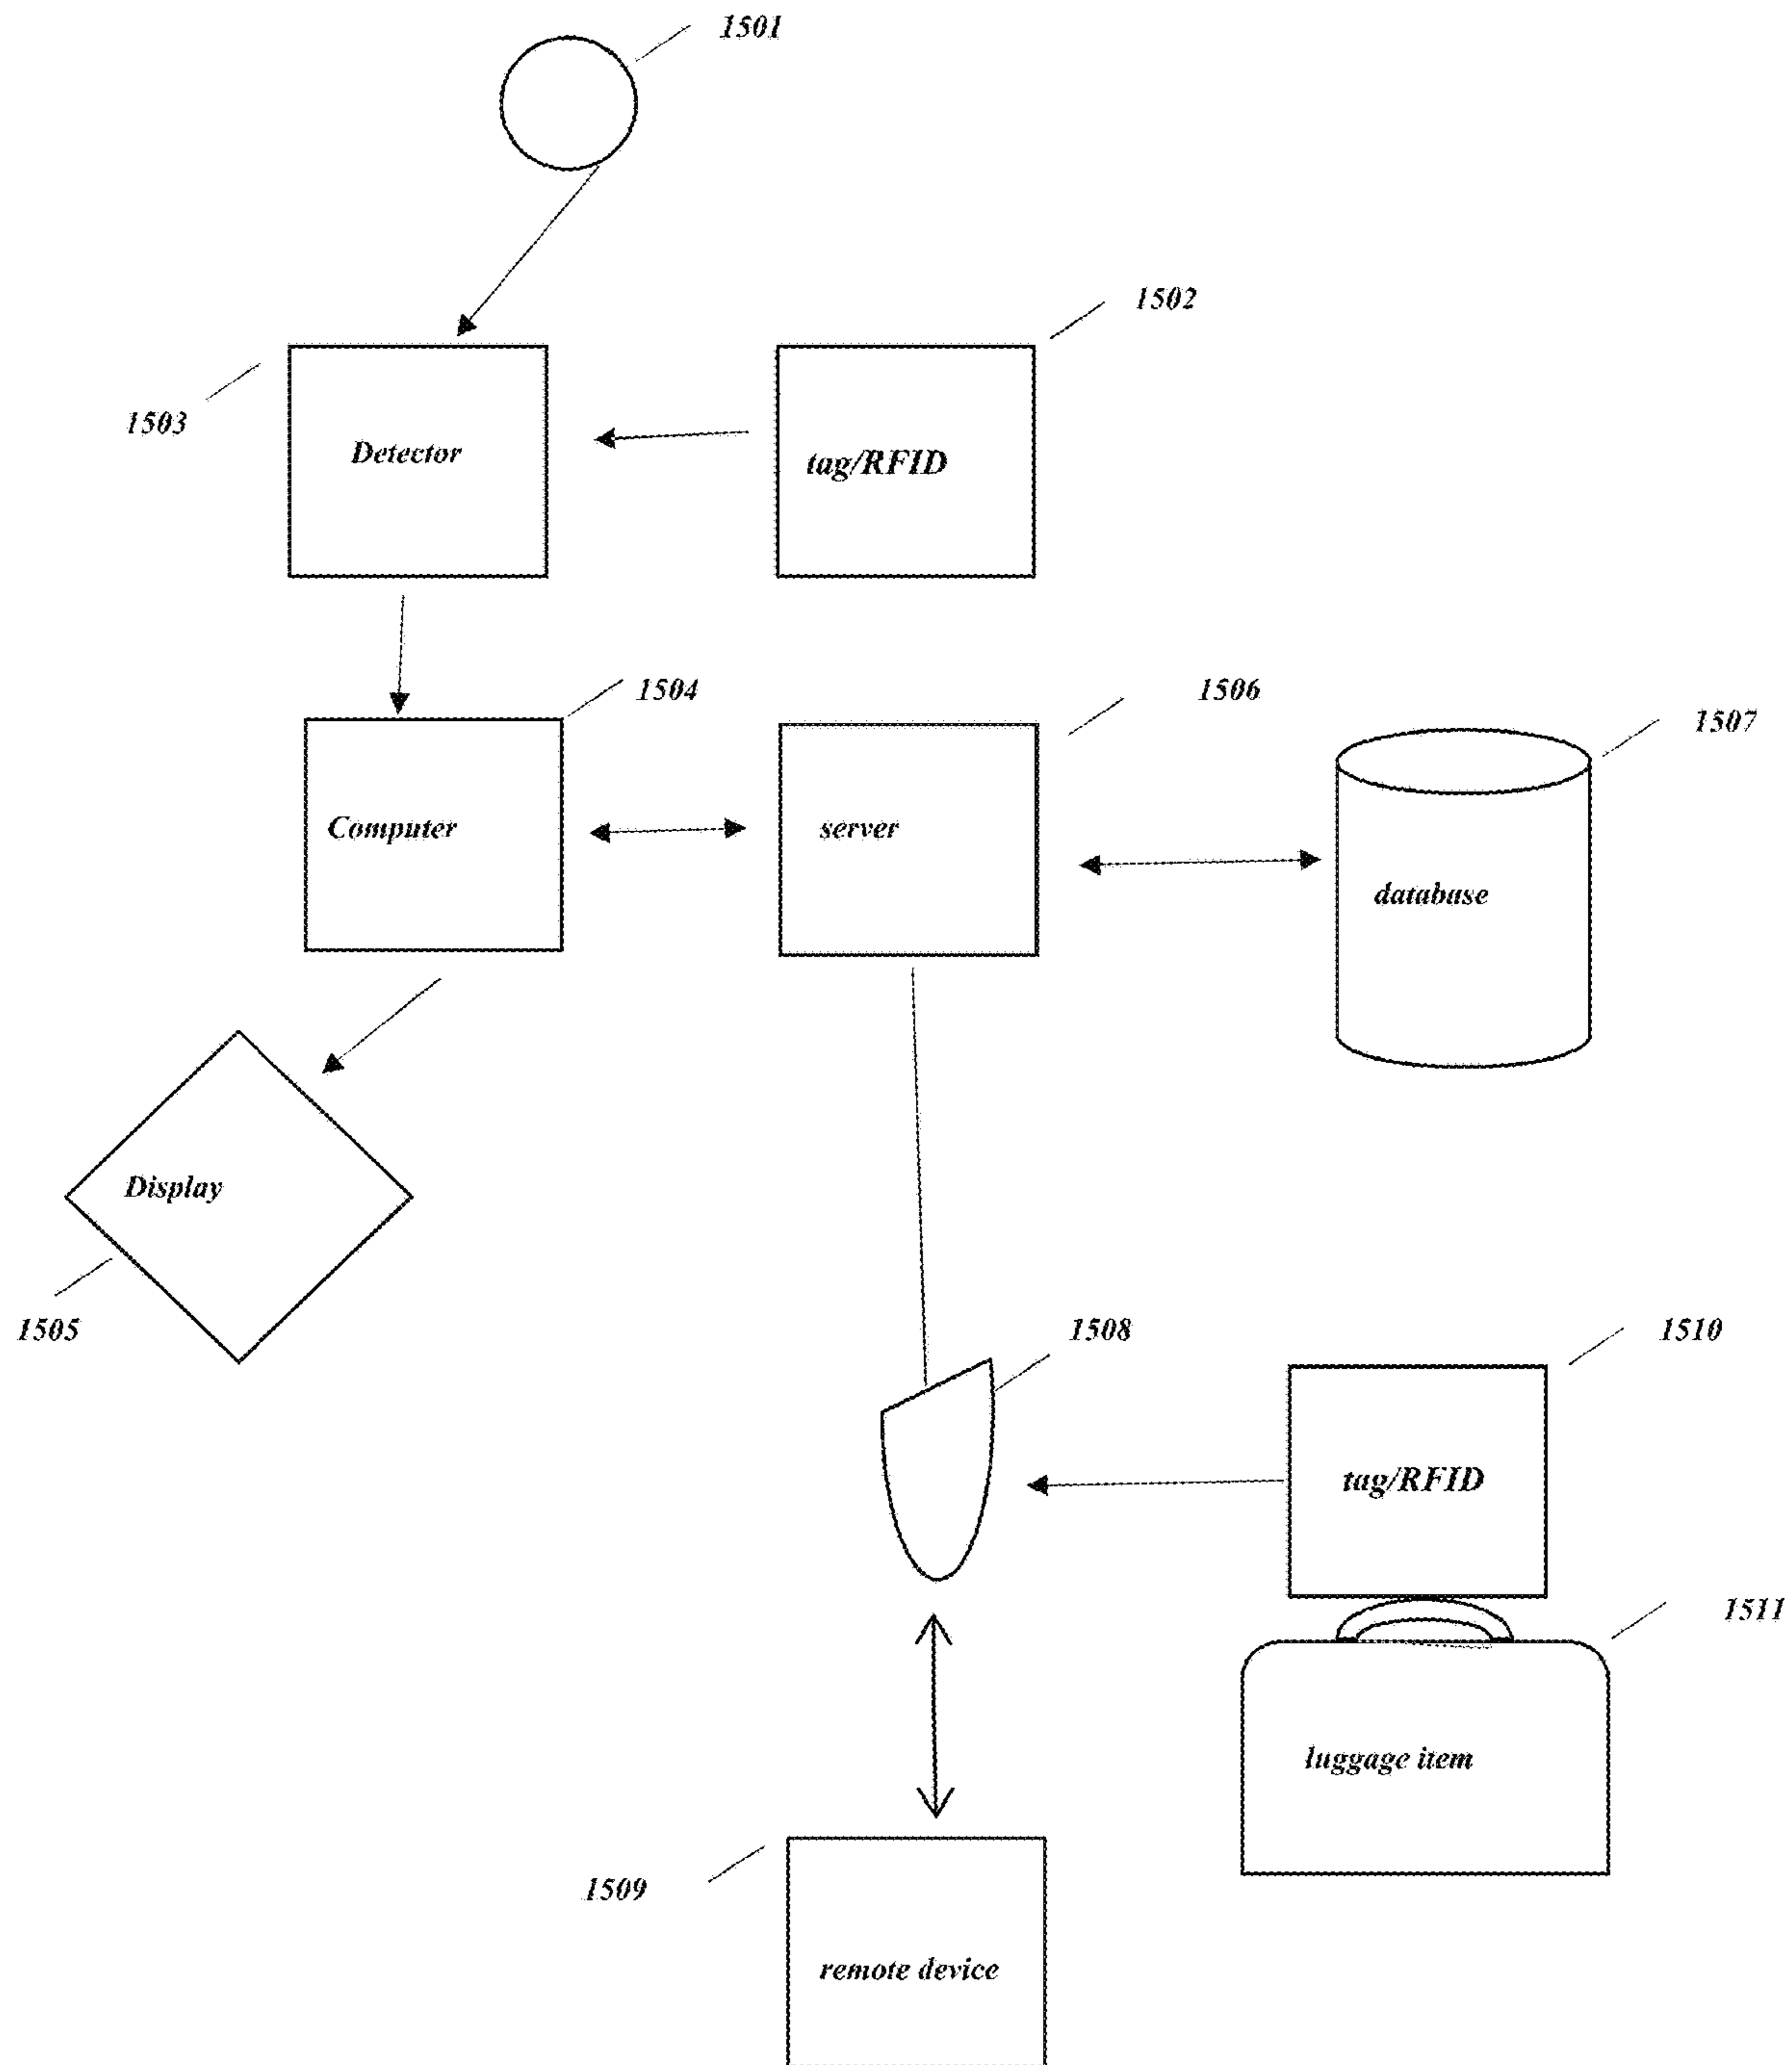 1501
1502
1503
Detector
tag/RFID
1504
1506
1507
Computer
server
database
Display
1505
1508
1510
tag/RFID
1511
luggage item
1509
remote device